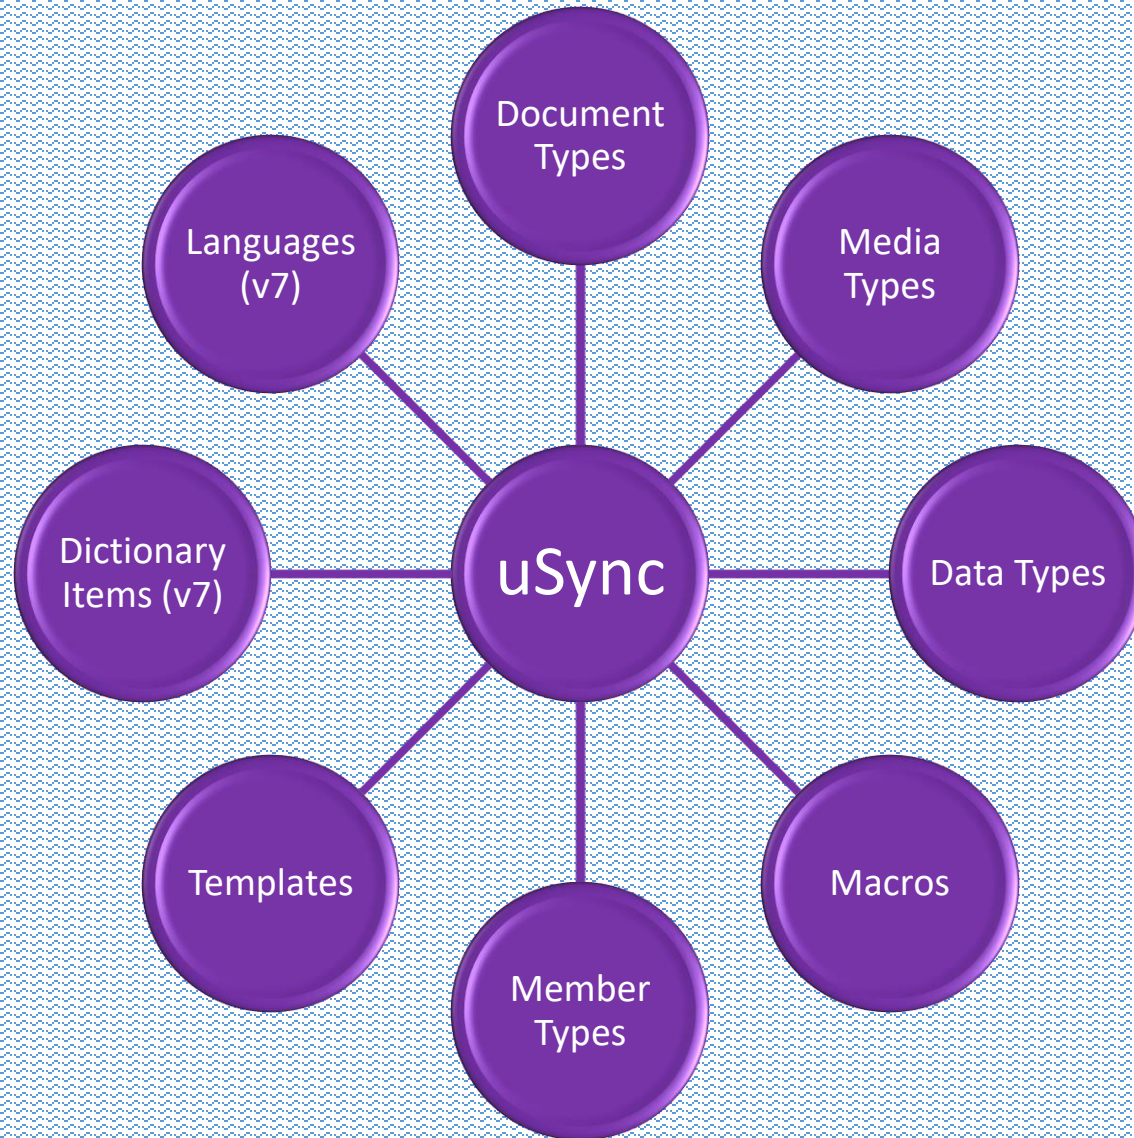 Document
Types
Languages
(v7)
Media
Types
Dictionary
Items (v7)
uSync
Data Types
Templates
Macros
Member
Types